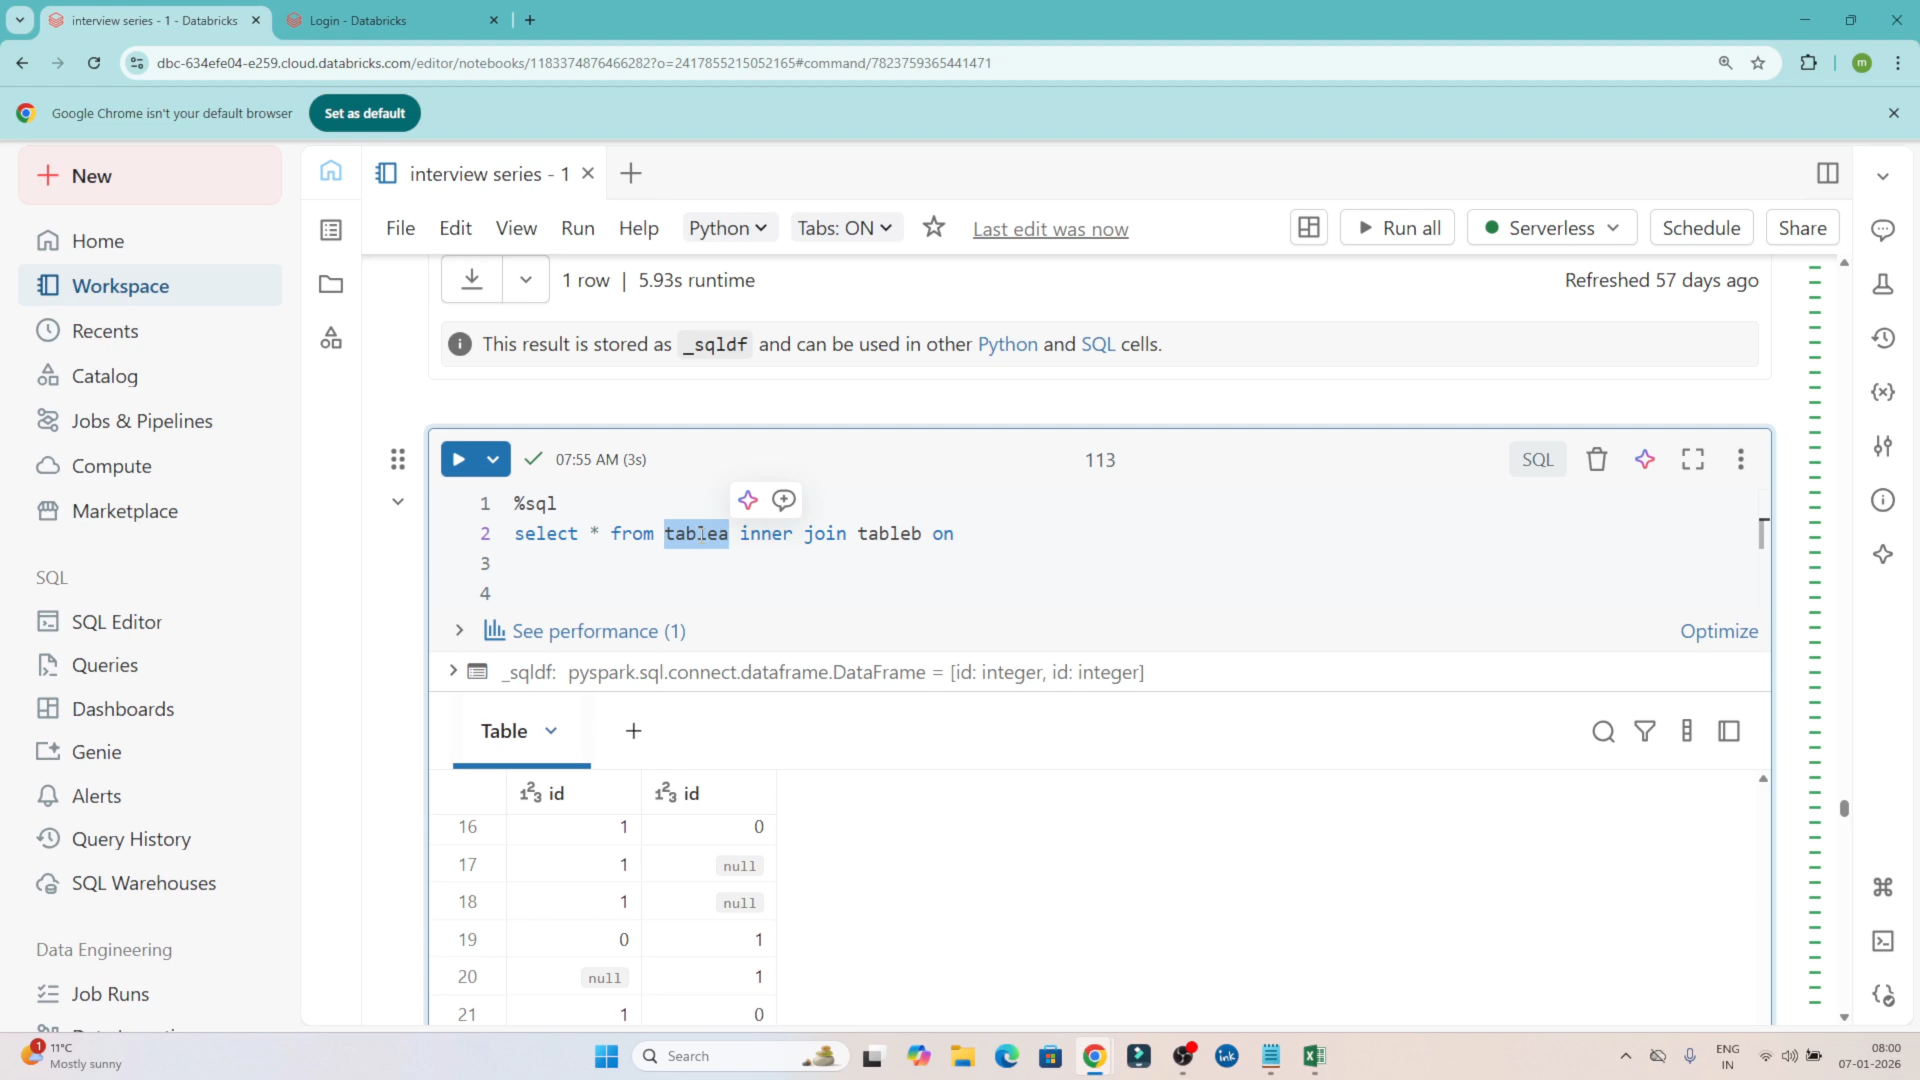 interview series - 1 - Databricks
Login - Databricks
dbc-634efe04-e259.cloud.databricks.com/editor/notebooks/1183374876466282?o=2417855215052165#command/7823759365441471
m
Google Chrome isn't your default browser
Set as default
New
Home
Workspace
Recents
Catalog
Jobs & Pipelines
Compute
Marketplace
SQL
SQL Editor
Queries
Dashboards
Genie
Alerts
Query History
SQL Warehouses
Data Engineering
Job Runs
interview series - 1
File Edit View Run Help Python Tabs: ON Last edit was now
Run all Serverless Schedule Share
1 row | 5.93s runtime
Refreshed 57 days ago
This result is stored as _sqldf and can be used in other Python and SQL cells.
07:55 AM (3s)
113
SQL
1 %sql
2 select * from tablea inner join tableb on
3
4
See performance (1)
Optimize
_sqldf: pyspark.sql.connect.dataframe.DataFrame = [id: integer, id: integer]
Table
123 id 123 id
16 1 0
17 1 null
18 1 null
19 0 1
20 null 1
21 1 0
1
11°C
Mostly sunny
Search
ink
ENG
IN
08:00
07-01-2026